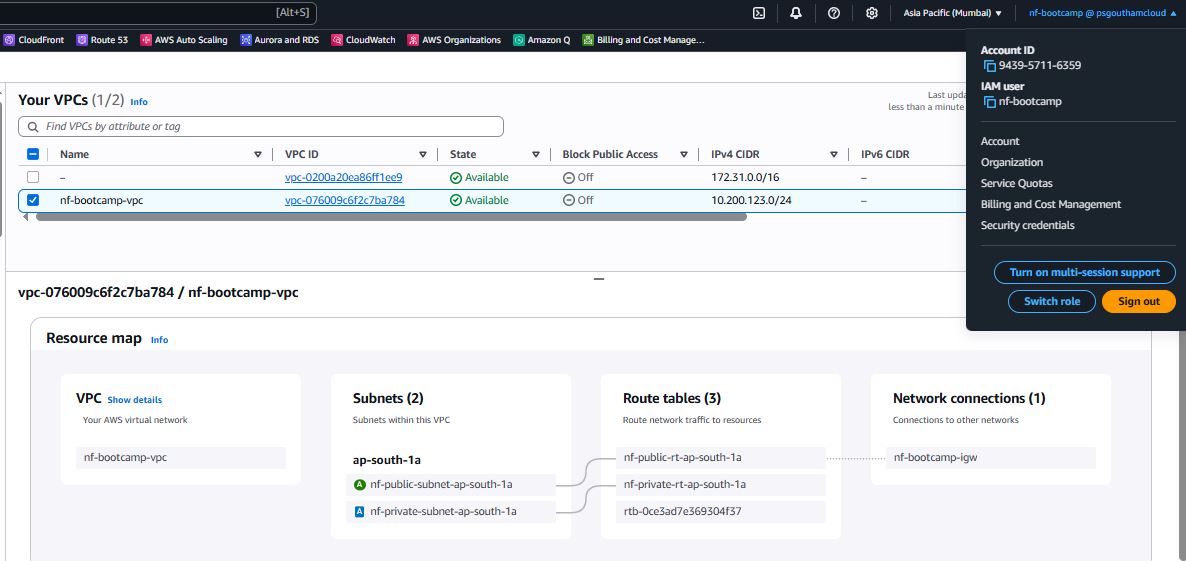 [Alt+S]
Asia Pacific (Mumbai) ▼
nf-bootcamp @ psgouthamcloud ▲
CloudFront Route 53 AWS Auto Scaling Aurora and RDS CloudWatch AWS Organizations Amazon Q Billing and Cost Manage...
Account ID
9439-5711-6359
IAM user
nf-bootcamp
Account
Organization
Service Quotas
Billing and Cost Management
Security credentials
Turn on multi-session support
Switch role Sign out
Your VPCs (1/2) Info
Last upda
less than a minute
Find VPCs by attribute or tag
Name VPC ID State Block Public Access IPv4 CIDR IPv6 CIDR
– vpc-0200a20ea86ff1ee9 Available Off 172.31.0.0/16 –
nf-bootcamp-vpc vpc-076009c6f2c7ba784 Available Off 10.200.123.0/24 –
vpc-076009c6f2c7ba784 / nf-bootcamp-vpc
Resource map Info
VPC Show details
Your AWS virtual network
nf-bootcamp-vpc
Subnets (2)
Subnets within this VPC
ap-south-1a
A nf-public-subnet-ap-south-1a
A nf-private-subnet-ap-south-1a
Route tables (3)
Route network traffic to resources
nf-public-rt-ap-south-1a
nf-private-rt-ap-south-1a
rtb-0ce3ad7e369304f37
Network connections (1)
Connections to other networks
nf-bootcamp-igw